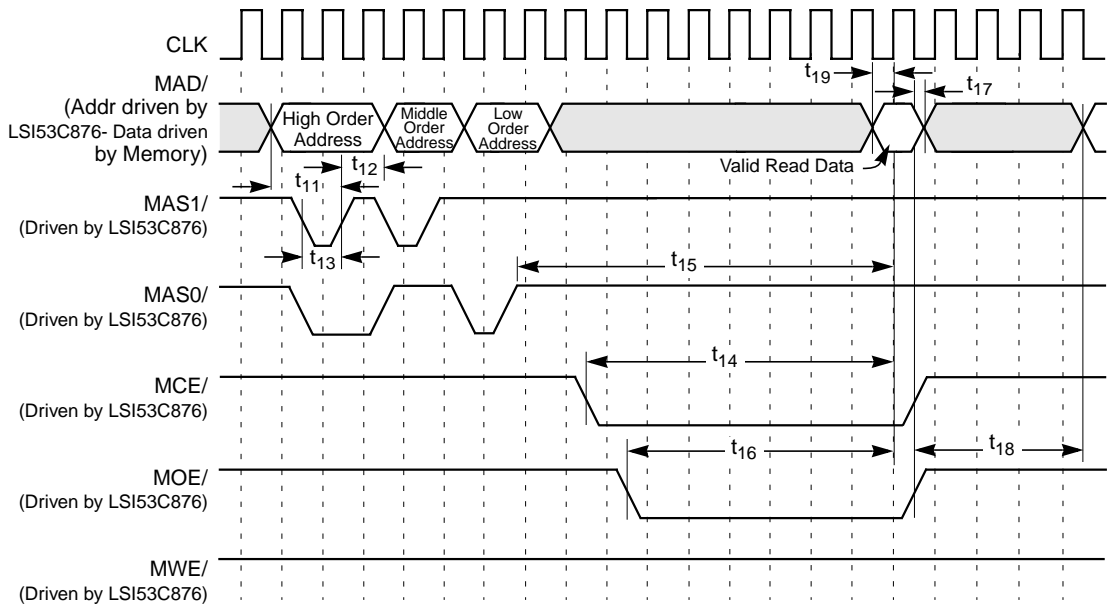 CLK
t19
t17
MAD/
(Addr driven by
LSI53C876- Data driven
by Memory)
High Order
Address
Middle
Order
Address
Low
Order
Address
Valid Read Data
t12
t11
MAS1/
(Driven by LSI53C876)
t13
t15
MAS0/
(Driven by LSI53C876)
t14
MCE/
(Driven by LSI53C876)
t16
t18
MOE/
(Driven by LSI53C876)
MWE/
(Driven by LSI53C876)